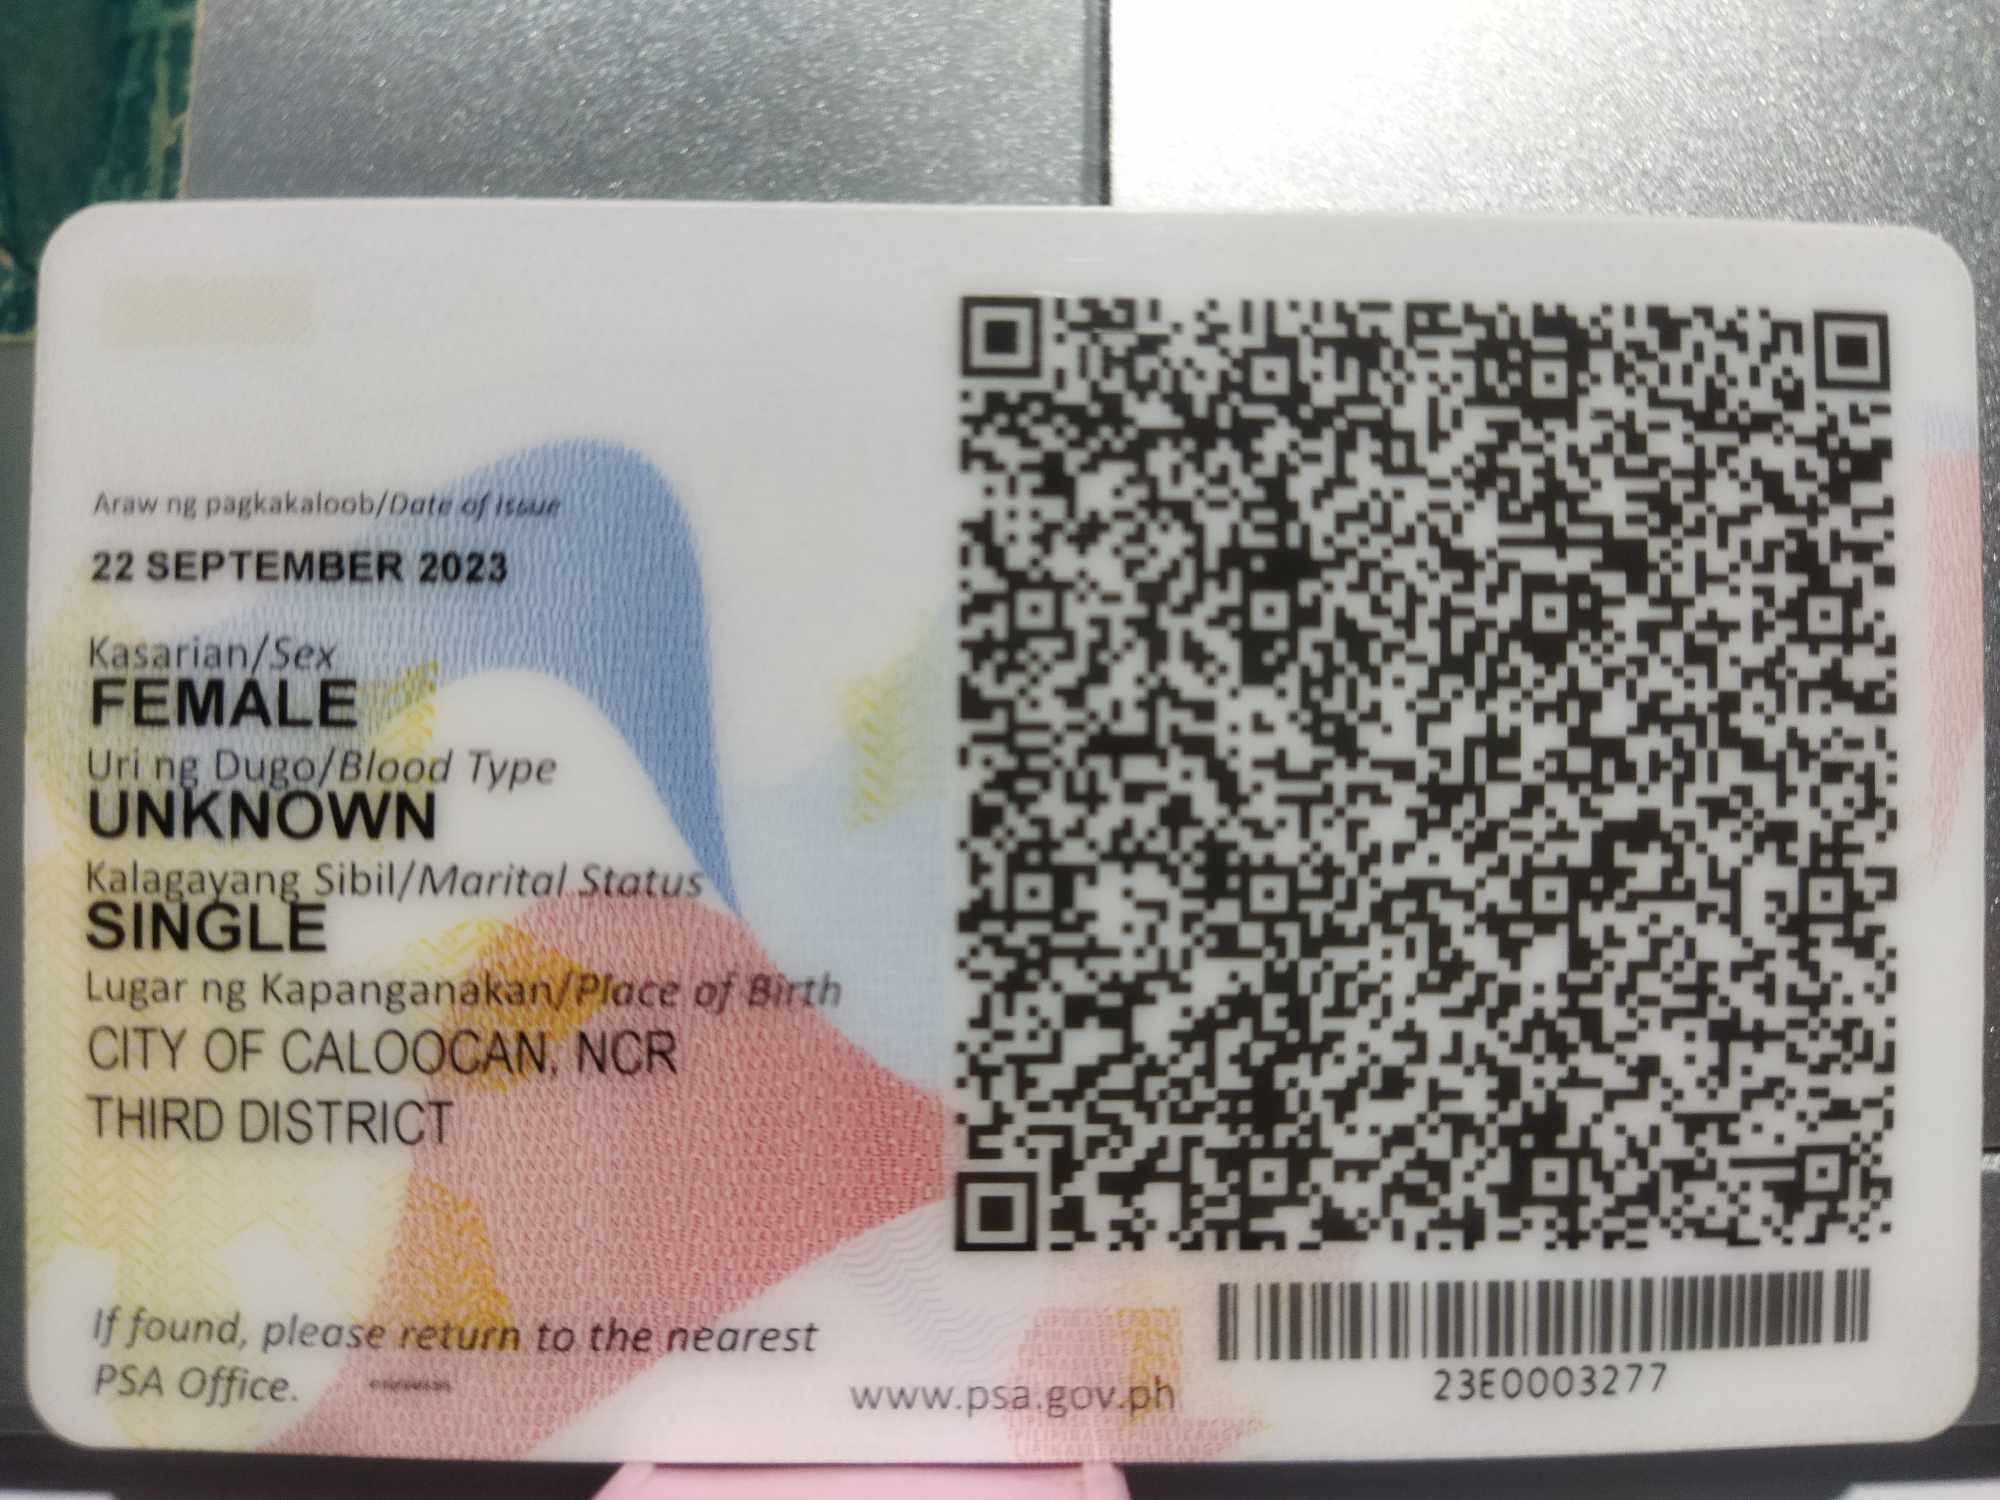 Araw ng pagkakaloob/Date of Issue
22 SEPTEMBER 2023
Kasarian/Sex
FEMALE
Uri ng Dugo/Blood Type
UNKNOWN
Kalagayang Sibil/Marital Status
SINGLE
Lugar ng Kapanganakan/Place of Birth
CITY OF CALOOCAN, NCR
THIRD DISTRICT
If found, please return to the nearest
PSA Office.
www.psa.gov.ph
23E0003277